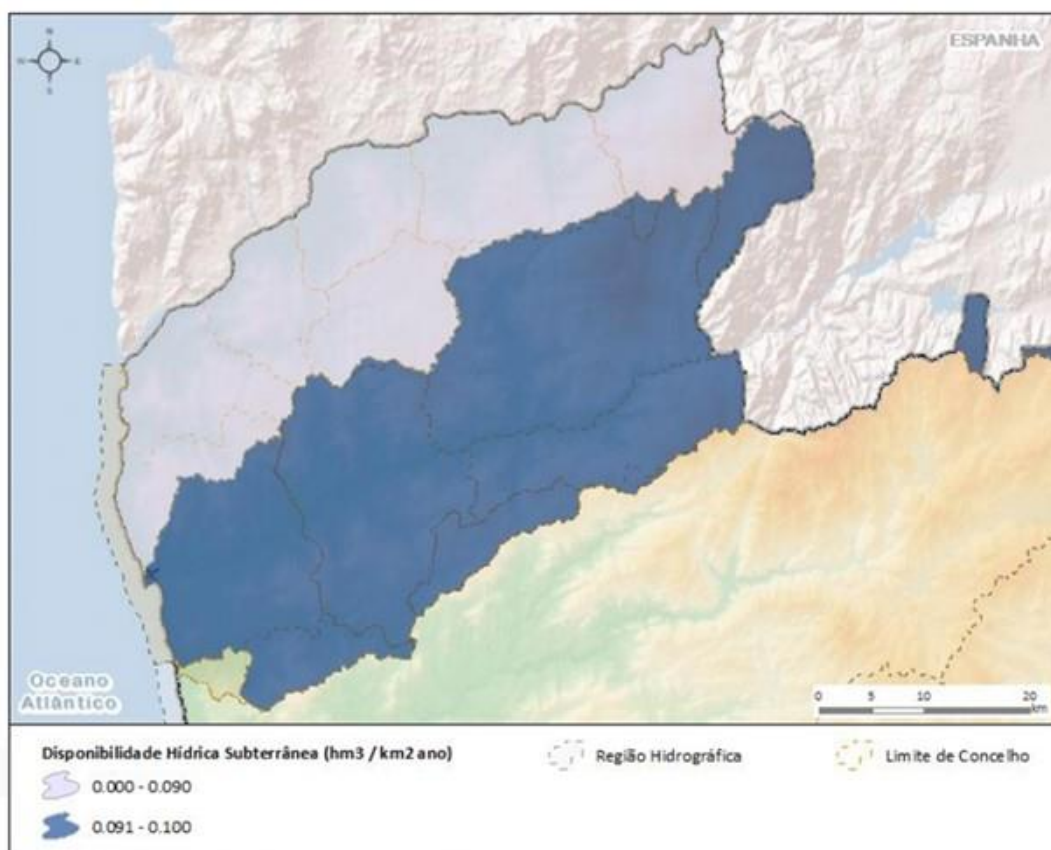 N
ESPANHA
S
Oceano
Atlântico
0 5 10 20
km
Disponibilidade Hídrica Subterrânea (hm3 / km2 ano)
0.000 - 0.090
0.091 - 0.100
Região Hidrográfica
Limite de Concelho